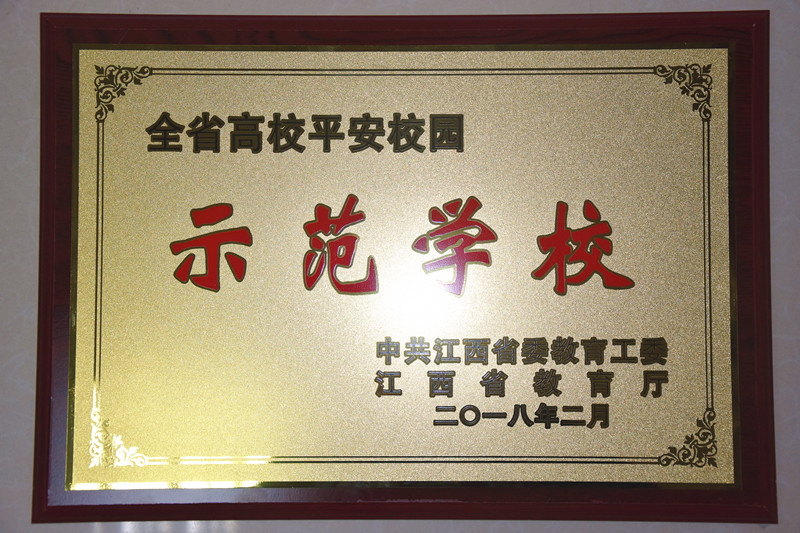 全省高校平安校园
示范学校
中共江西省委教育工委
江西省教育厅
二〇一八年二月